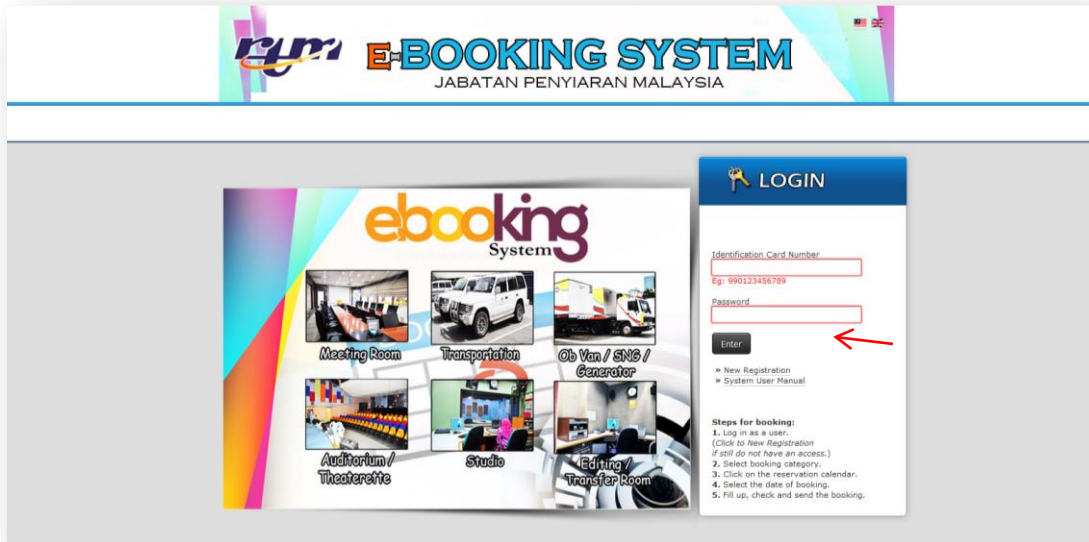 rtm
E-BOOKING SYSTEM
JABATAN PENYIARAN MALAYSIA
ebooking
System
Meeting Room
Transportation
Ob Van / SNG /
Generator
Auditorium /
Theaterette
Studio
Editing /
Transfer Room
LOGIN
Identification Card Number
Eg: 990123456789
Password
Enter
» New Registration
» System User Manual
Steps for booking:
1. Log in as a user.
(Click to New Registration
if still do not have an access.)
2. Select booking category.
3. Click on the reservation calendar.
4. Select the date of booking.
5. Fill up, check and send the booking.